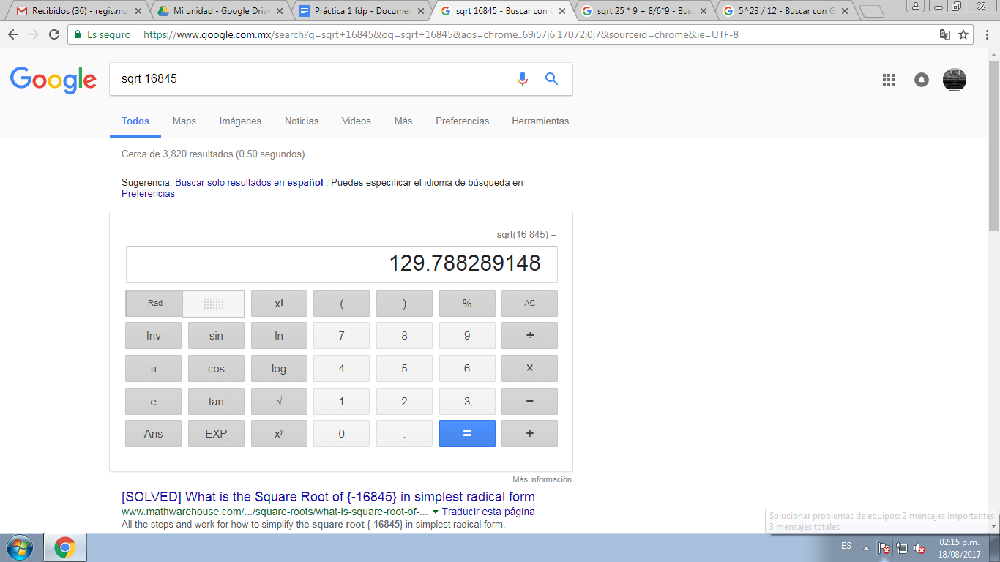 Recibidos (36) - regis.mo
Mi unidad - Google Drive
Práctica 1 fdp - Documen
sqrt 16845 - Buscar con G
sqrt 25 * 9 + 8/6*9 - Bus
5^23 / 12 - Buscar con G
Es seguro
https://www.google.com.mx/search?q=sqrt+16845&oq=sqrt+16845&aqs=chrome..69i57j6.17072j0j7&sourceid=chrome&ie=UTF-8
Google
sqrt 16845
Todos Maps Imágenes Noticias Videos Más Preferencias Herramientas
Cerca de 3,820 resultados (0.50 segundos)
Sugerencia: Buscar solo resultados en español . Puedes especificar el idioma de búsqueda en
Preferencias
sqrt(16 845) =
129.788289148
Rad x! ( ) % AC
Inv sin ln 7 8 9 ÷
π cos log 4 5 6 ×
e tan √ 1 2 3 −
Ans EXP xʸ 0 . = +
Más información
[SOLVED] What is the Square Root of {-16845} in simplest radical form
www.mathwarehouse.com/.../square-roots/what-is-square-root-of-... Traducir esta página
All the steps and work for how to simplify the square root {-16845} in simplest radical form.
Solucionar problemas de equipos: 2 mensajes importantes
3 mensajes totales
ES
02:15 p.m.
18/08/2017